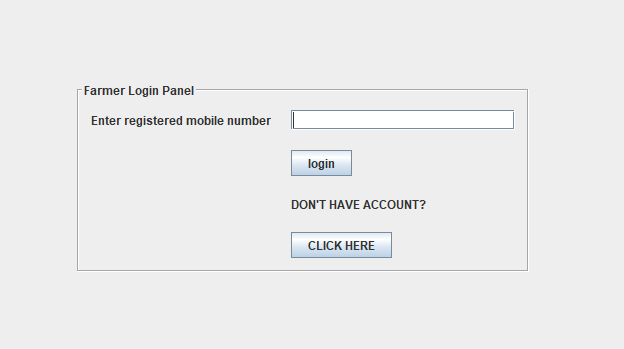 Farmer Login Panel
Enter registered mobile number
login
DON'T HAVE ACCOUNT?
CLICK HERE